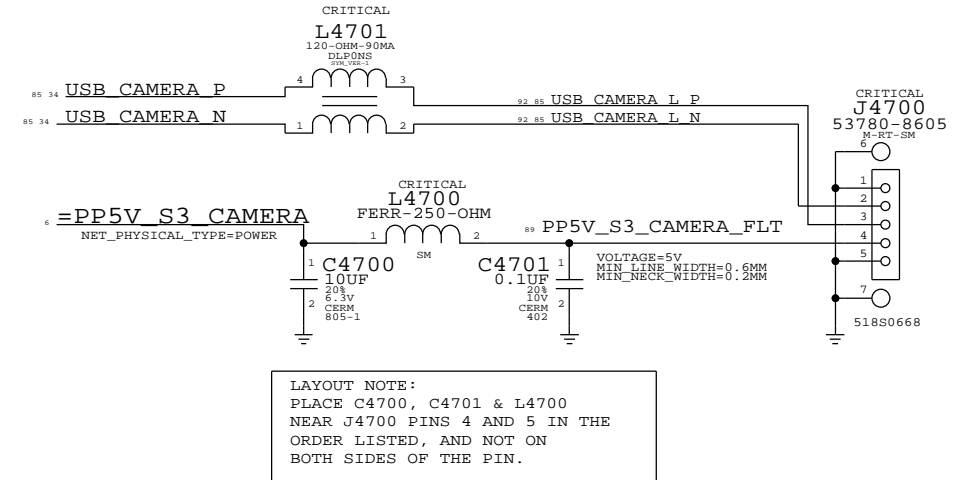 CRITICAL
L4701
120-OHM-90MA
DLP0NS
SYM_VER-1
4
3
85 34 USB_CAMERA_P
92 85 USB_CAMERA_L_P
85 34 USB_CAMERA_N
1
2
92 85 USB_CAMERA_L_N
CRITICAL
J4700
53780-8605
M-RT-SM
6
1
2
3
4
5
7
518S0668
CRITICAL
L4700
FERR-250-OHM
6 =PP5V_S3_CAMERA
NET_PHYSICAL_TYPE=POWER
1
2
SM
89 PP5V_S3_CAMERA_FLT
VOLTAGE=5V
MIN_LINE_WIDTH=0.6MM
MIN_NECK_WIDTH=0.2MM
1
C4700
10UF
20%
6.3V
CERM
805-1
2
C4701
0.1UF
20%
10V
CERM
402
1
2
LAYOUT NOTE:
PLACE C4700, C4701 & L4700
NEAR J4700 PINS 4 AND 5 IN THE
ORDER LISTED, AND NOT ON
BOTH SIDES OF THE PIN.